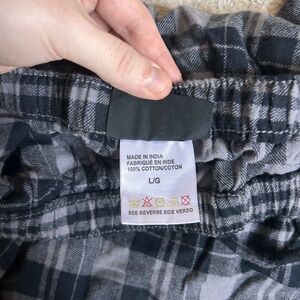 MADE IN INDIA
FABRIQUÉ EN INDE
100% COTTON/COTON
L/G
SEE REVERSE SIDE VERSO